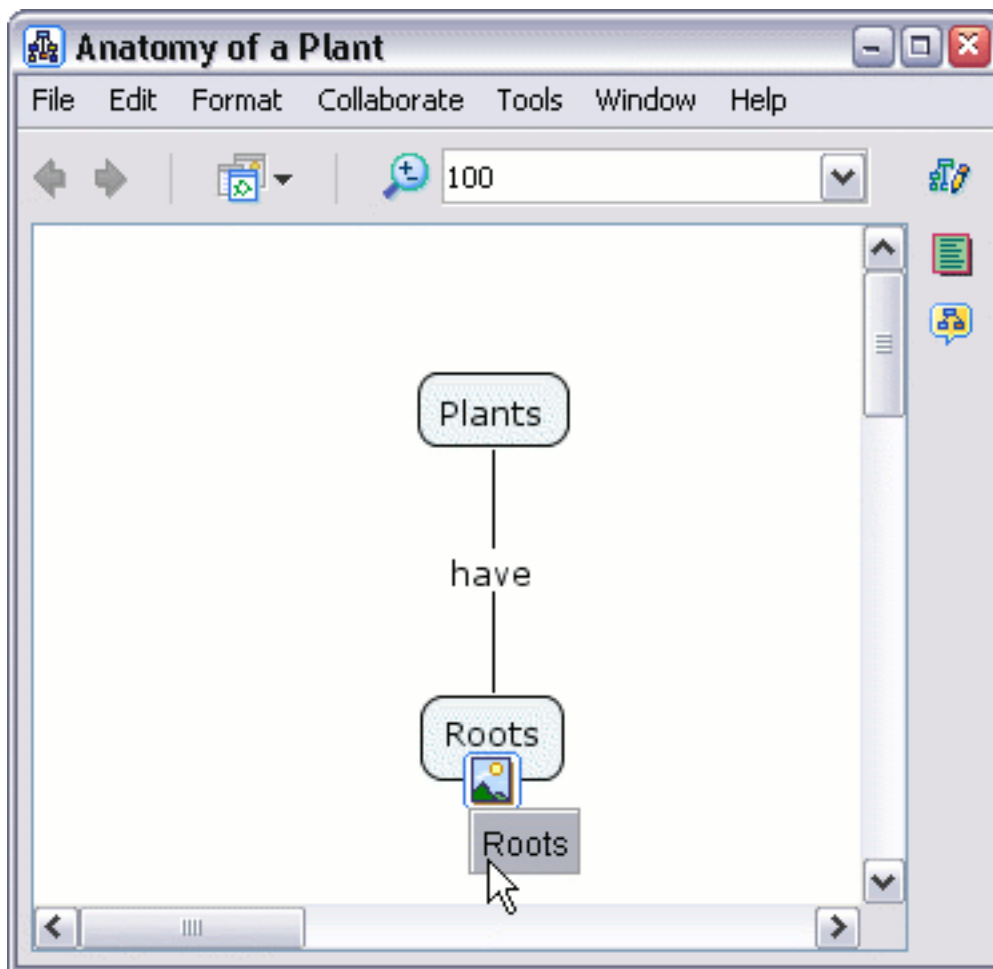 Anatomy of a Plant
File Edit Format Collaborate Tools Window Help
100
Plants
have
Roots
Roots